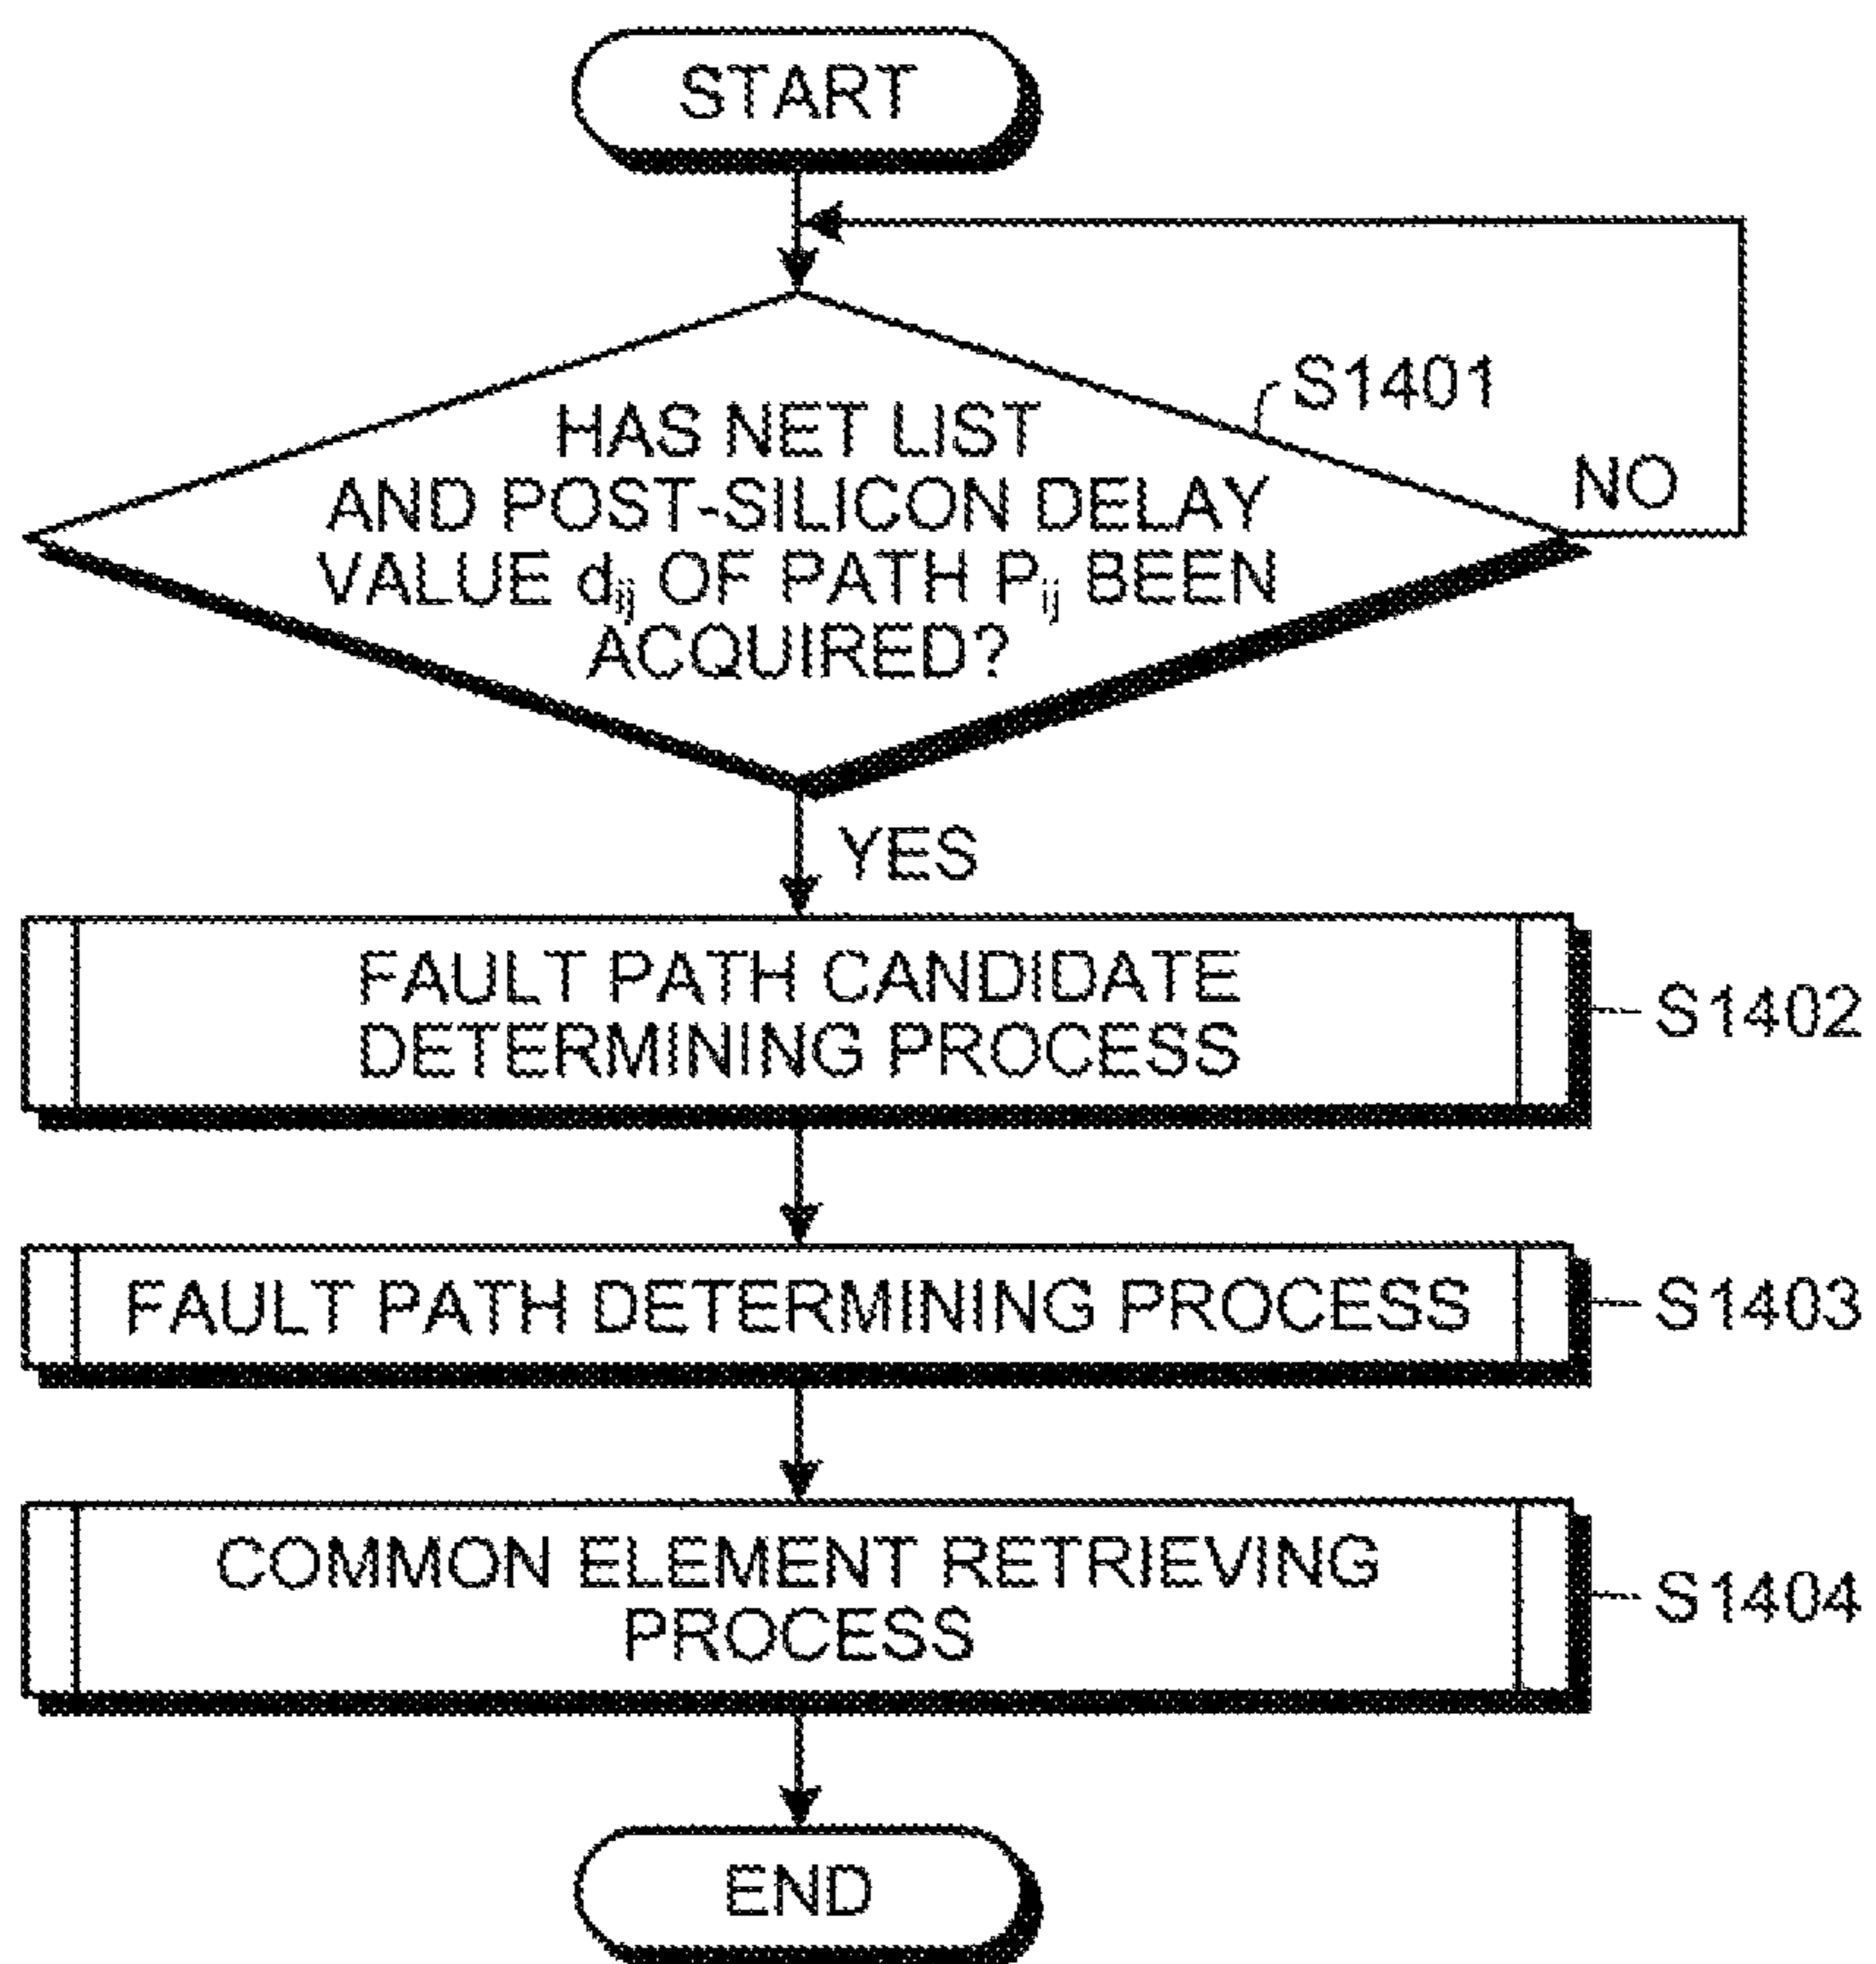 START
S1401
HAS NET LIST
AND POST-SILICON DELAY
VALUE dij OF PATH Pij BEEN
ACQUIRED?
NO
YES
FAULT PATH CANDIDATE
DETERMINING PROCESS
S1402
FAULT PATH DETERMINING PROCESS
S1403
COMMON ELEMENT RETRIEVING
PROCESS
S1404
END